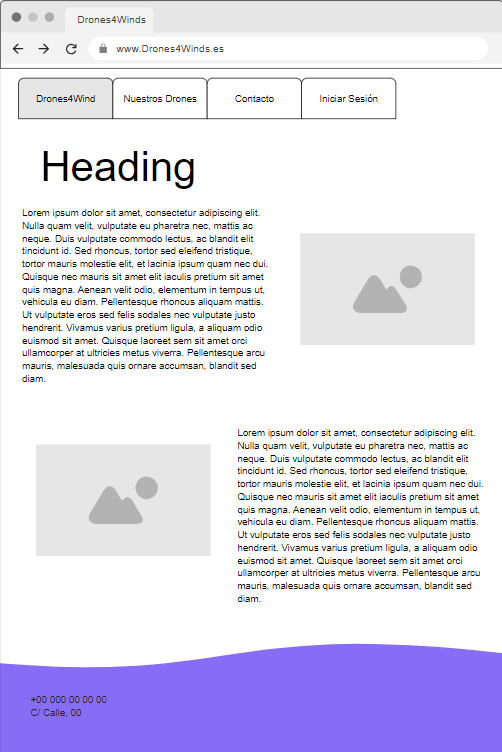 Drones4Winds
www.Drones4Winds.es
Drones4Wind
Nuestros Drones
Contacto
Iniciar Sesión
Heading
Lorem ipsum dolor sit amet, consectetur adipiscing elit.
Nulla quam velit, vulputate eu pharetra nec, mattis ac
neque. Duis vulputate commodo lectus, ac blandit elit
tincidunt id. Sed rhoncus, tortor sed eleifend tristique,
tortor mauris molestie elit, et lacinia ipsum quam nec dui.
Quisque nec mauris sit amet elit iaculis pretium sit amet
quis magna. Aenean velit odio, elementum in tempus ut,
vehicula eu diam. Pellentesque rhoncus aliquam mattis.
Ut vulputate eros sed felis sodales nec vulputate justo
hendrerit. Vivamus varius pretium ligula, a aliquam odio
euismod sit amet. Quisque laoreet sem sit amet orci
ullamcorper at ultricies metus viverra. Pellentesque arcu
mauris, malesuada quis ornare accumsan, blandit sed
diam.
Lorem ipsum dolor sit amet, consectetur adipiscing elit.
Nulla quam velit, vulputate eu pharetra nec, mattis ac
neque. Duis vulputate commodo lectus, ac blandit elit
tincidunt id. Sed rhoncus, tortor sed eleifend tristique,
tortor mauris molestie elit, et lacinia ipsum quam nec dui.
Quisque nec mauris sit amet elit iaculis pretium sit amet
quis magna. Aenean velit odio, elementum in tempus ut,
vehicula eu diam. Pellentesque rhoncus aliquam mattis.
Ut vulputate eros sed felis sodales nec vulputate justo
hendrerit. Vivamus varius pretium ligula, a aliquam odio
euismod sit amet. Quisque laoreet sem sit amet orci
ullamcorper at ultricies metus viverra. Pellentesque arcu
mauris, malesuada quis ornare accumsan, blandit sed
diam.
+00 000 00 00 00
C/ Calle, 00